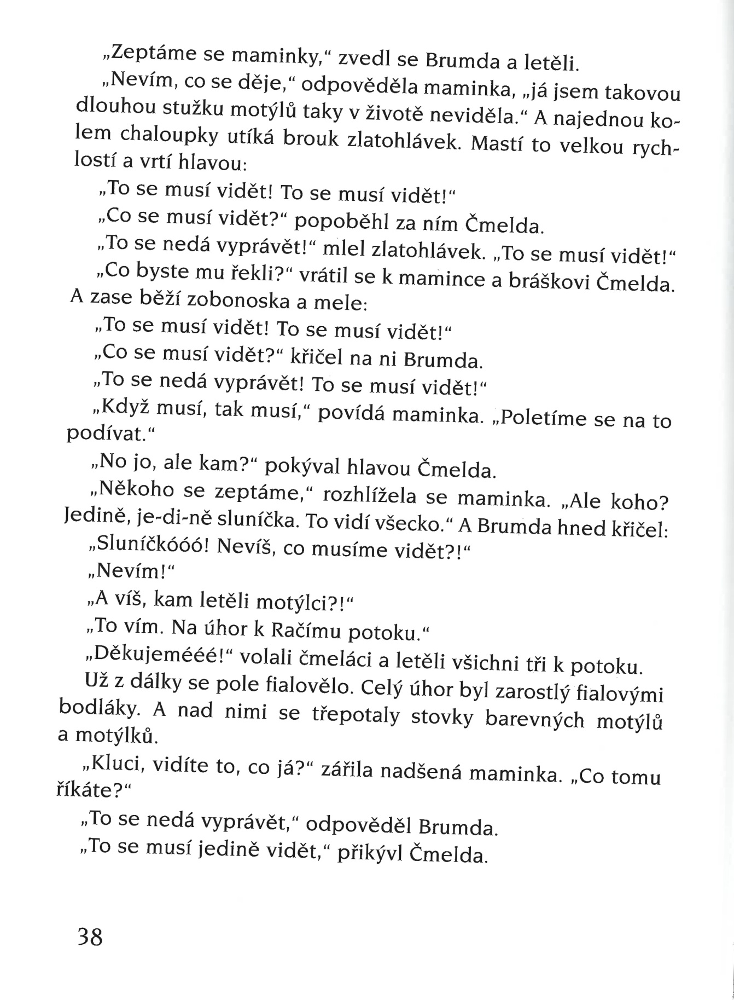 „Zeptáme se maminky,“ zvedl se Brumda a letěli.
„Nevím, co se děje,“ odpověděla maminka, „já jsem takovou
dlouhou stužku motýlů taky v životě neviděla.“ A najednou ko-
lem chaloupky utíká brouk zlatohlávek. Mastí to velkou rych-
lostí a vrtí hlavou:
„To se musí vidět! To se musí vidět!“
„Co se musí vidět?“ popoběhl za ním Čmelda.
„To se nedá vyprávět!“ mlel zlatohlávek. „To se musí vidět!“
„Co byste mu řekli?“ vrátil se k mamince a bráškovi Čmelda.
A zase běží zobonoska a mele:
„To se musí vidět! To se musí vidět!“
„Co se musí vidět?“ křičel na ni Brumda.
„To se nedá vyprávět! To se musí vidět!“
„Když musí, tak musí,“ povídá maminka. „Poletíme se na to
podívat.“
„No jo, ale kam?“ pokýval hlavou Čmelda.
„Někoho se zeptáme,“ rozhlížela se maminka. „Ale koho?
Jedině, je-di-ně sluníčka. To vidí všecko.“ A Brumda hned křičel:
„Sluníčkóóó! Nevíš, co musíme vidět?!“
„Nevím!“
„A víš, kam letěli motýlci?!“
„To vím. Na úhor k Račímu potoku.“
„Děkujemééé!“ volali čmeláci a letěli všichni tři k potoku.
Už z dálky se pole fialovělo. Celý úhor byl zarostlý fialovými
bodláky. A nad nimi se třepotaly stovky barevných motýlů
a motýlků.
„Kluci, vidíte to, co já?“ zářila nadšená maminka. „Co tomu
říkáte?“
„To se nedá vyprávět,“ odpověděl Brumda.
„To se musí jedině vidět,“ přikývl Čmelda.
38